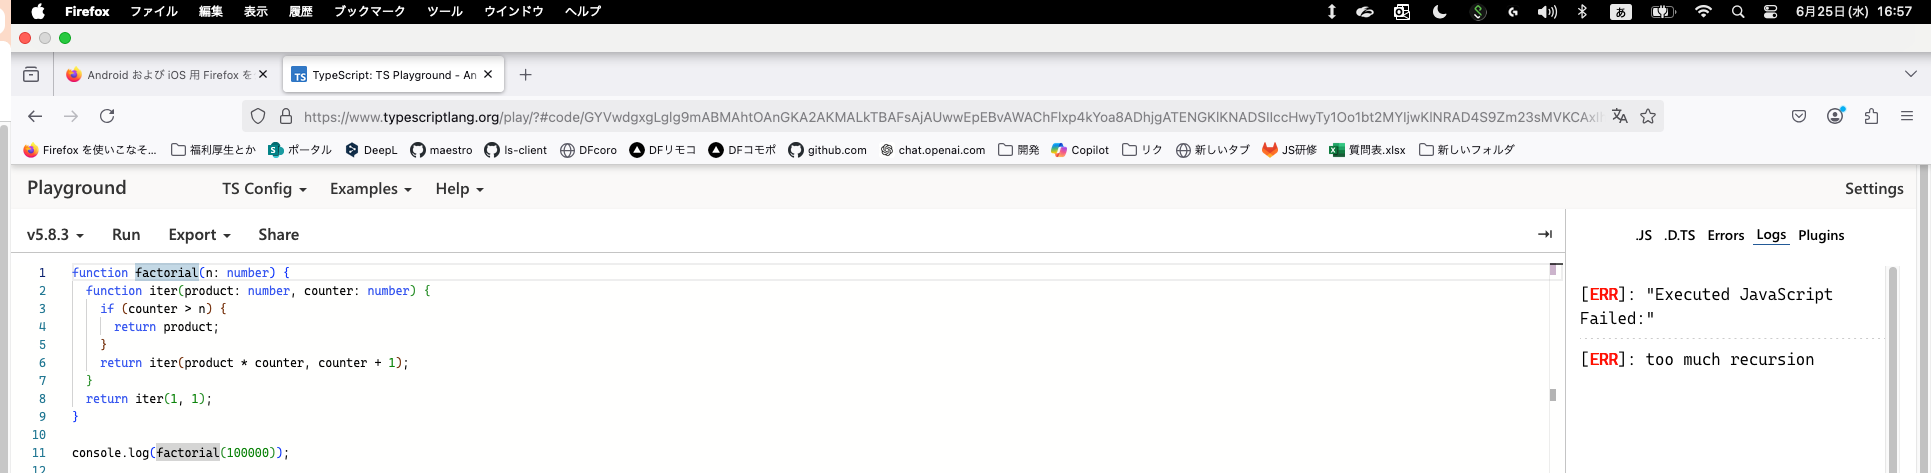 Firefox ファイル 編集 表示 履歴 ブックマーク ツール ウインドウ ヘルプ あ 6月25日(水) 16:57
Android および iOS 用 Firefox を TS TypeScript: TS Playground - An
https://www.typescriptlang.org/play/?#code/
Firefox を使いこなそ... 福利厚生とか ポータル DeepL maestro ls-client DFcoro DFリモコ DFコモポ github.com chat.openai.com 開発 Copilot リク 新しいタブ JS研修 質問表.xlsx 新しいフォルダ
Playground TS Config Examples Help Settings
v5.8.3 Run Export Share .JS .D.TS Errors Logs Plugins
1 function factorial(n: number) {
2 function iter(product: number, counter: number) {
3 if (counter > n) {
4 return product;
5 }
6 return iter(product * counter, counter + 1);
7 }
8 return iter(1, 1);
9 }
10
11 console.log(factorial(100000));
12
[ERR]: "Executed JavaScript
Failed:"
[ERR]: too much recursion